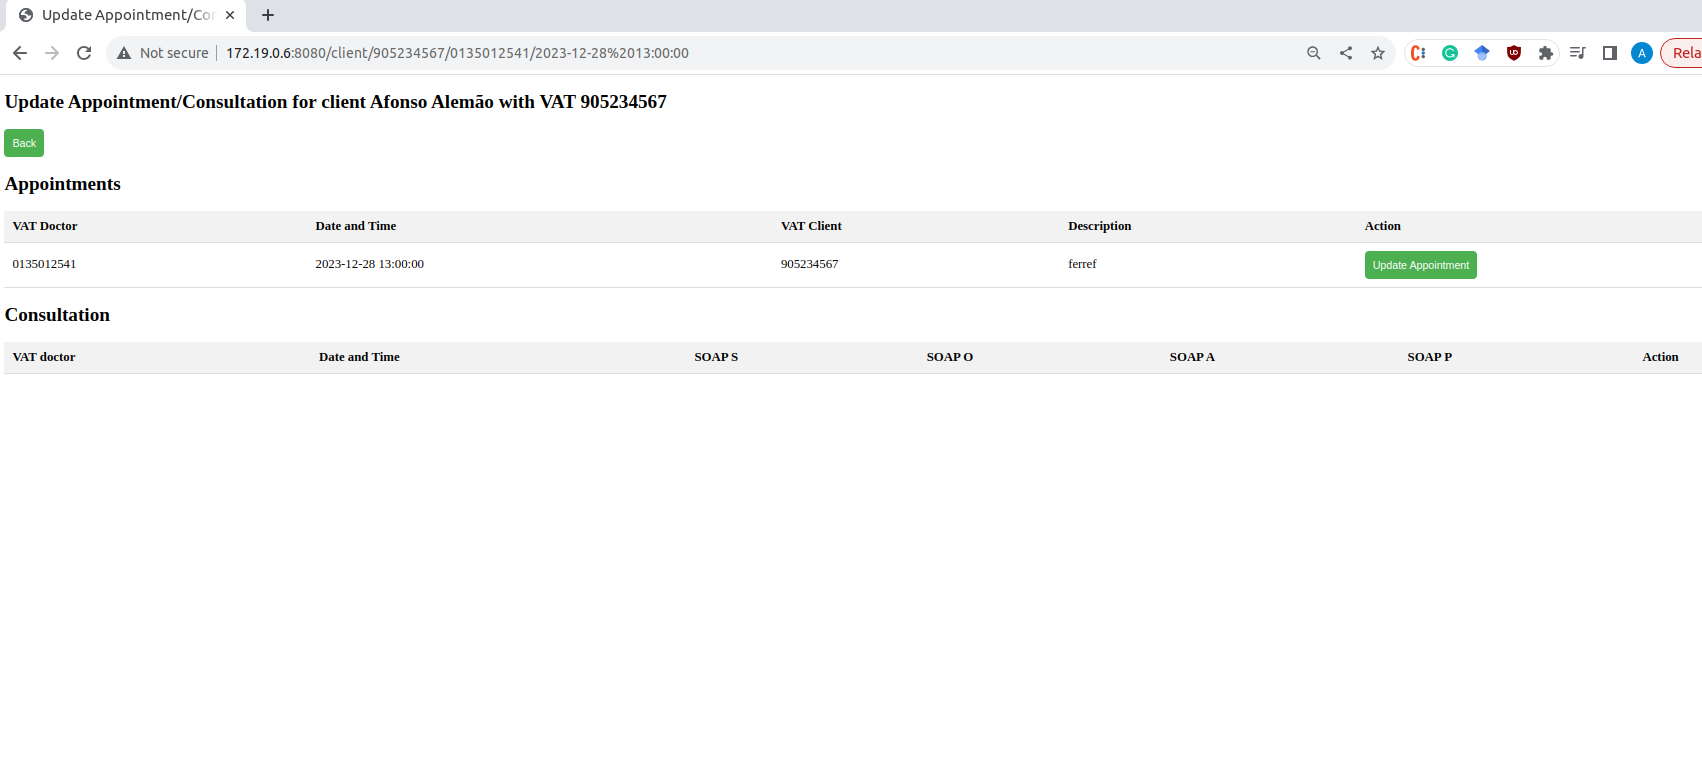 Update Appointment/Co
Not secure 172.19.0.6:8080/client/905234567/0135012541/2023-12-28%2013:00:00
A
Rela
Update Appointment/Consultation for client Afonso Alemão with VAT 905234567
Back
Appointments
VAT Doctor Date and Time VAT Client Description Action
0135012541 2023-12-28 13:00:00 905234567 ferref Update Appointment
Consultation
VAT doctor Date and Time SOAP S SOAP O SOAP A SOAP P Action